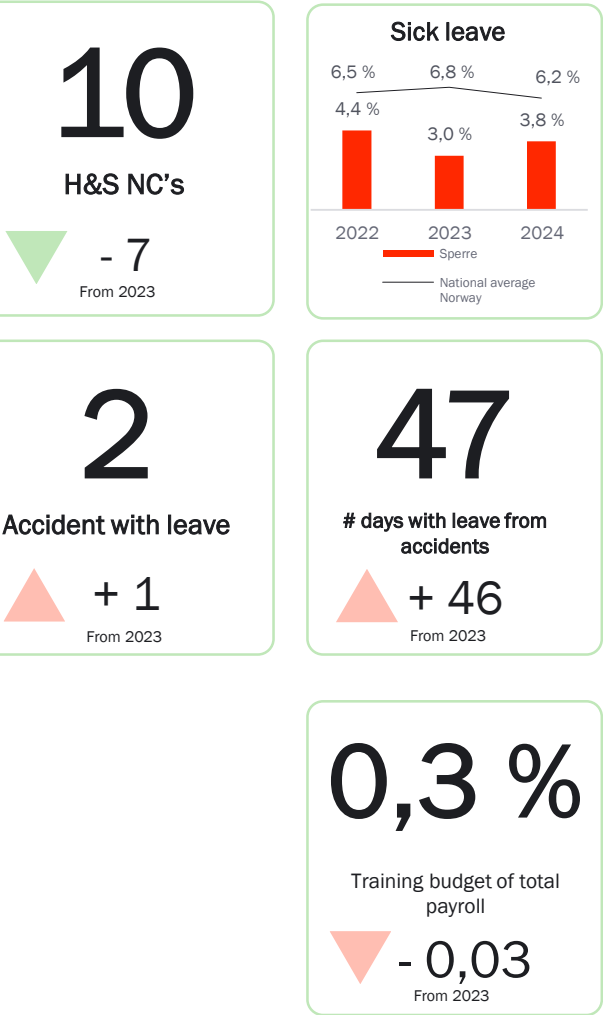 10
H&S NC's
- 7
From 2023
Sick leave
6,5 % 6,8 % 6,2 %
4,4 % 3,0 % 3,8 %
2022 2023 2024
Sperre
National average
Norway
2
Accident with leave
+ 1
From 2023
47
# days with leave from
accidents
+ 46
From 2023
0,3 %
Training budget of total
payroll
- 0,03
From 2023